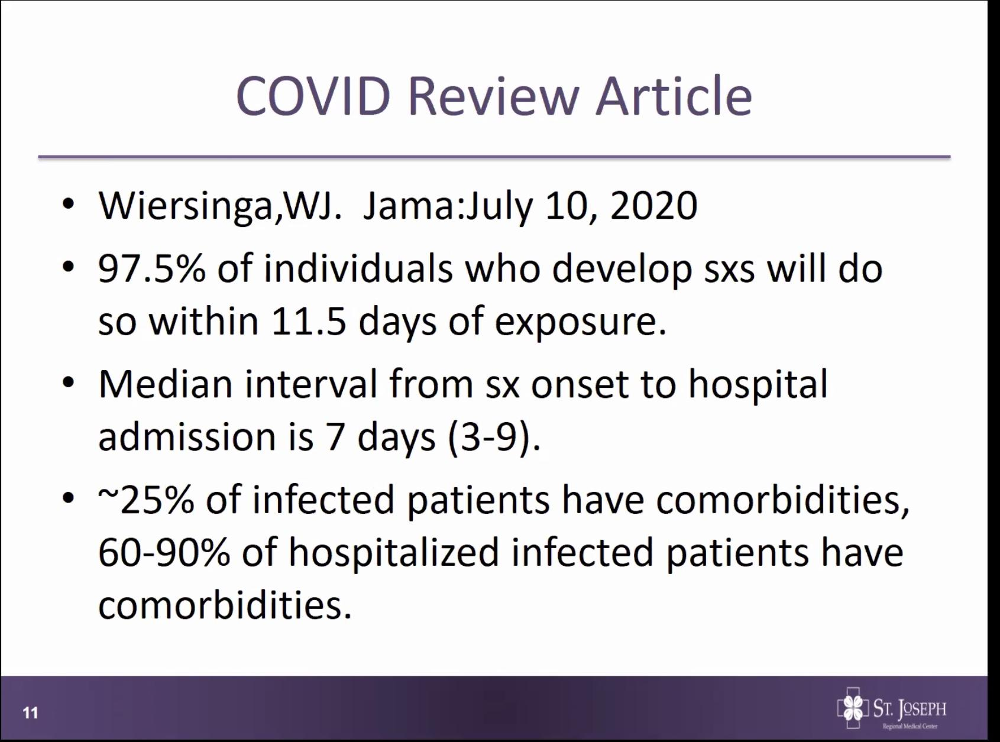 COVID Review Article
• Wiersinga,WJ.  Jama:July 10, 2020
• 97.5% of individuals who develop sxs will do
so within 11.5 days of exposure.
• Median interval from sx onset to hospital
admission is 7 days (3-9).
• ~25% of infected patients have comorbidities,
60-90% of hospitalized infected patients have
comorbidities.
11
ST. JOSEPH
Regional Medical Center